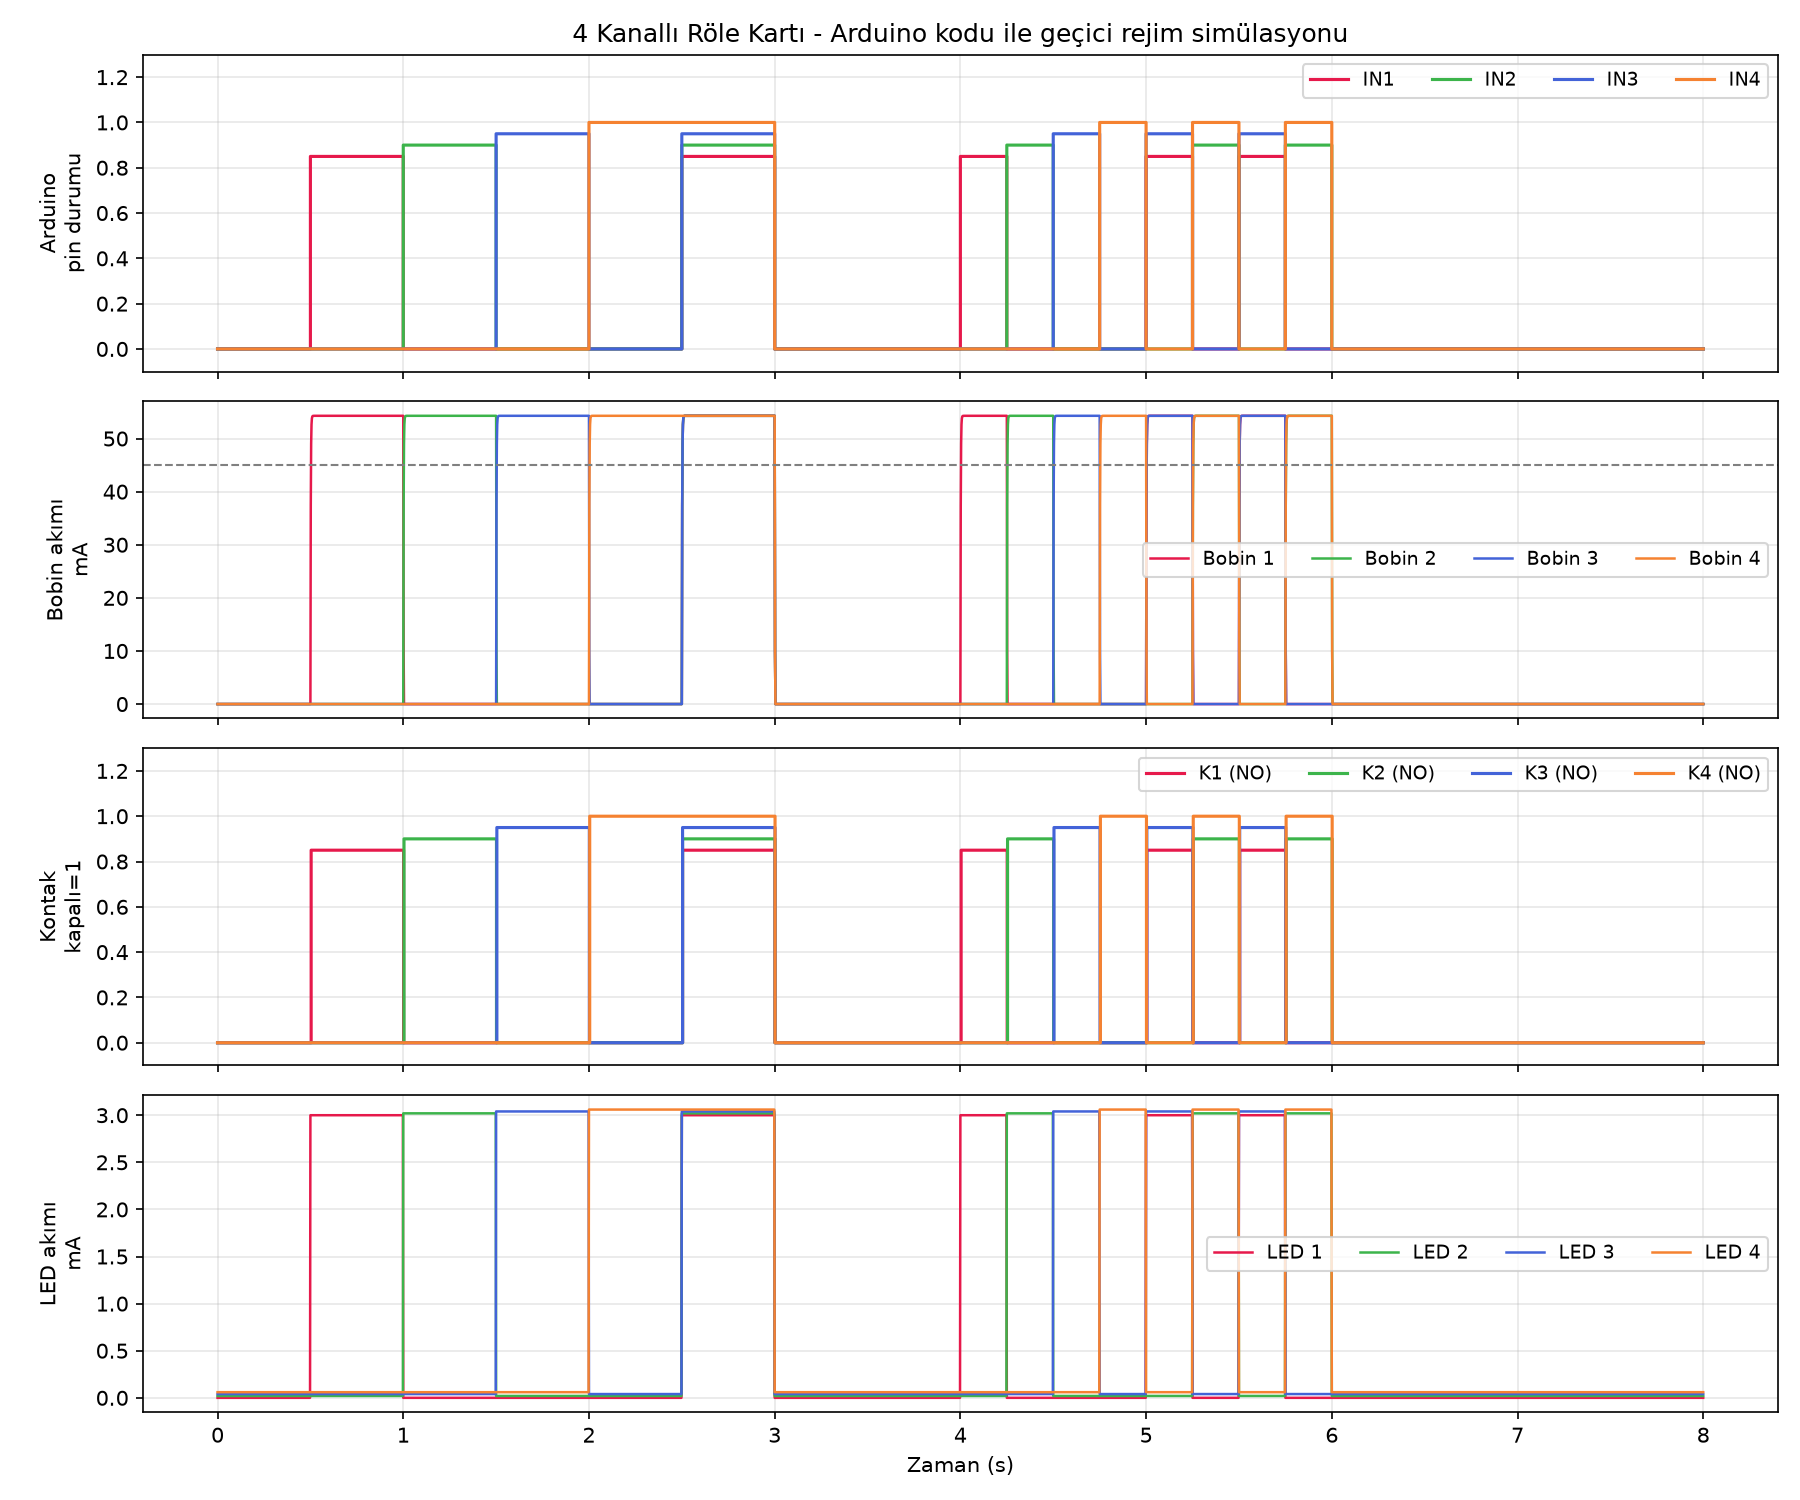 4 Kanallı Röle Kartı - Arduino kodu ile geçici rejim simülasyonu
Arduino
pin durumu
1.2
1.0
0.8
0.6
0.4
0.2
0.0
IN1 IN2 IN3 IN4
Bobin akımı
mA
50
40
30
20
10
0
Bobin 1 Bobin 2 Bobin 3 Bobin 4
Kontak
kapalı=1
1.2
1.0
0.8
0.6
0.4
0.2
0.0
K1 (NO) K2 (NO) K3 (NO) K4 (NO)
LED akımı
mA
3.0
2.5
2.0
1.5
1.0
0.5
0.0
LED 1 LED 2 LED 3 LED 4
0 1 2 3 4 5 6 7 8
Zaman (s)